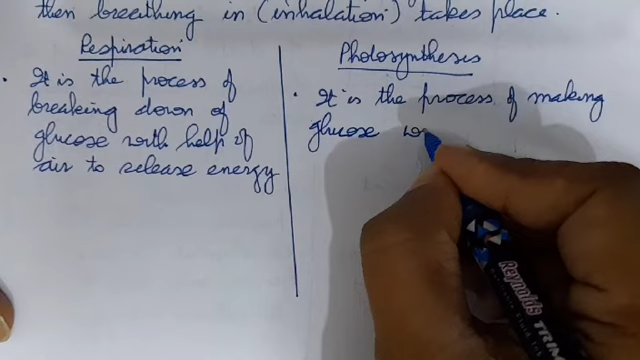 then breathing in (inhalation) takes place.
Respiration
. It is the process of
breaking down of
glucose with help of
air to release energy
Photosynthesis
. It is the process of making
glucose
Reynolds
TRIM